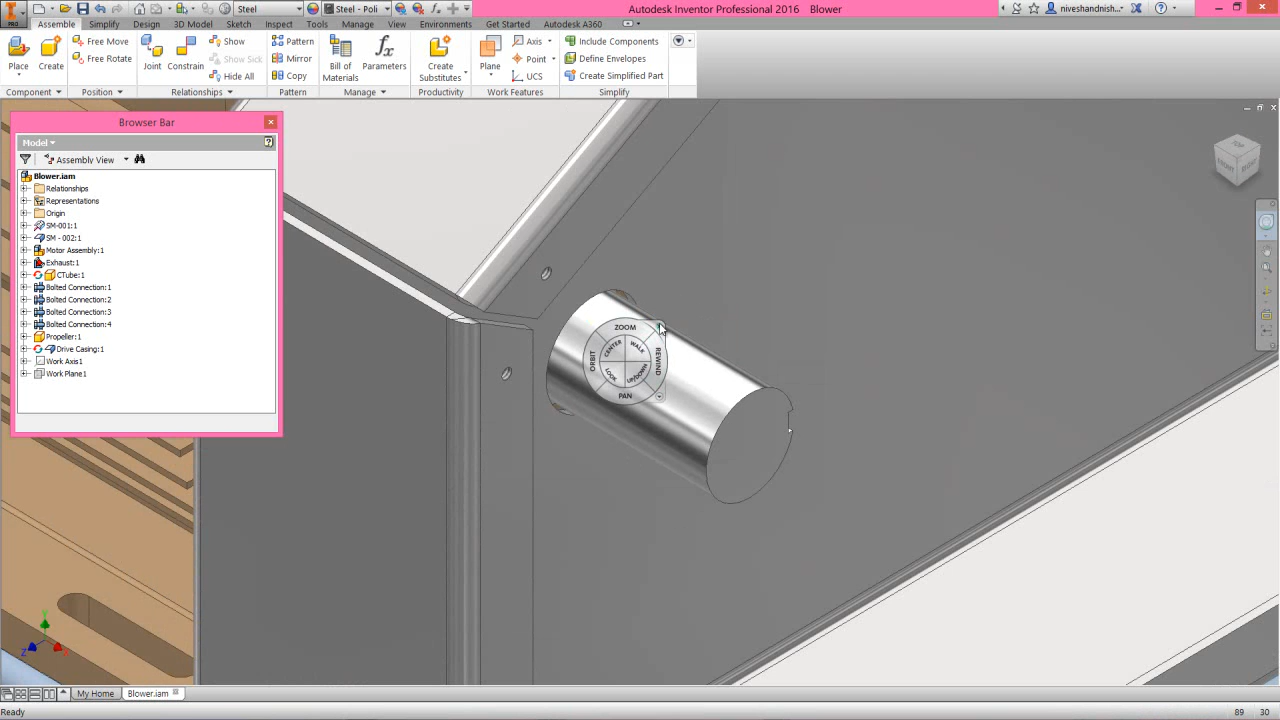 PRO
Steel
Steel - Poli
Autodesk Inventor Professional 2016 Blower
niveshandnish...
Assemble Simplify Design 3D Model Sketch Inspect Tools Manage View Environments Get Started Autodesk A360
Place
Create
Free Move
Free Rotate
Joint
Constrain
Show
Show Sick
Hide All
Pattern
Mirror
Copy
Bill of
Materials
fx
Parameters
Create
Substitutes
Plane
Axis
Point
UCS
Include Components
Define Envelopes
Create Simplified Part
Component Position Relationships Pattern Manage Productivity Work Features Simplify
Browser Bar
Model
Assembly View
Blower.iam
Relationships
Representations
Origin
SM-001:1
SM - 002:1
Motor Assembly:1
Exhaust:1
CTube:1
Bolted Connection:1
Bolted Connection:2
Bolted Connection:3
Bolted Connection:4
Propeller:1
Drive Casing:1
Work Axis1
Work Plane1
ZOOM
CENTER
WALK
ORBIT
REWIND
LOOK
UP/DOWN
PAN
TOP
FRONT
RIGHT
Y
Z
My Home
Blower.iam
Ready
89 30